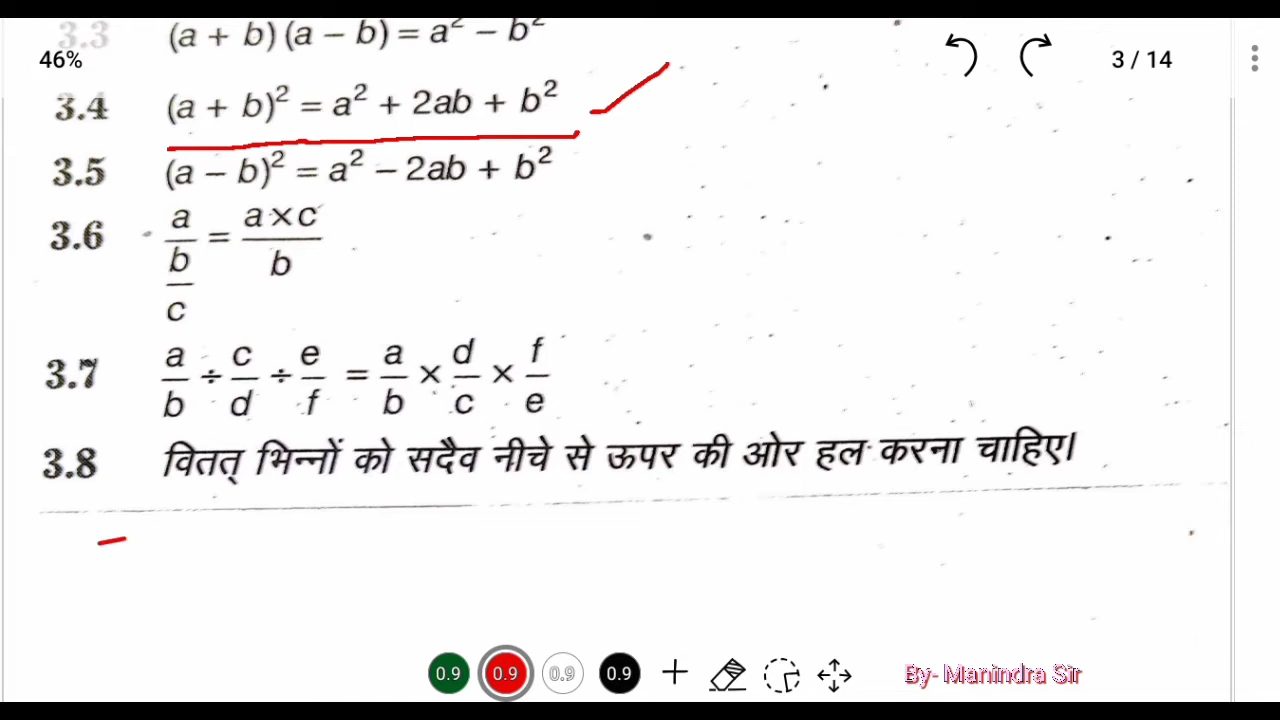 3.3 (a + b) (a − b) = a² − b²
46% 3 / 14
3.4 (a + b)² = a² + 2ab + b²
3.5 (a − b)² = a² − 2ab + b²
3.6 a/(b/c) = (a×c)/b
3.7 a/b ÷ c/d ÷ e/f = a/b × d/c × f/e
3.8 वितत् भिन्नों को सदैव नीचे से ऊपर की ओर हल करना चाहिए।
0.9 0.9 0.9 0.9
By- Manindra Sir